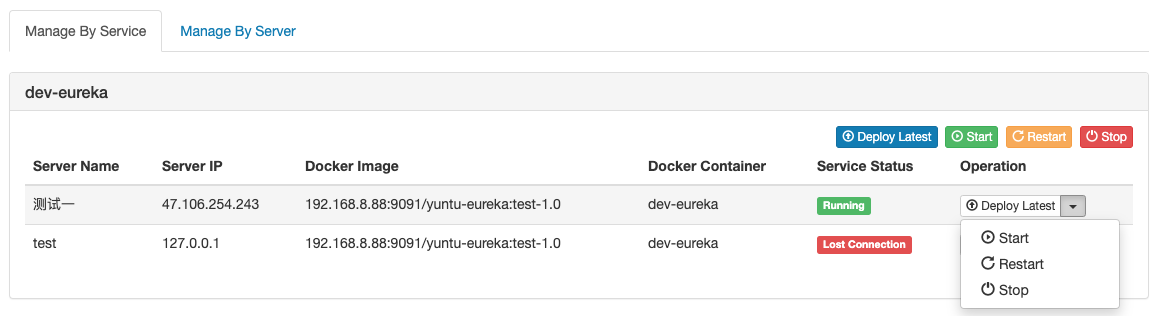 Manage By Service Manage By Server
dev-eureka
Deploy Latest Start Restart Stop
Server Name Server IP Docker Image Docker Container Service Status Operation
测试一 47.106.254.243 192.168.8.88:9091/yuntu-eureka:test-1.0 dev-eureka Running Deploy Latest
test 127.0.0.1 192.168.8.88:9091/yuntu-eureka:test-1.0 dev-eureka Lost Connection
Start
Restart
Stop